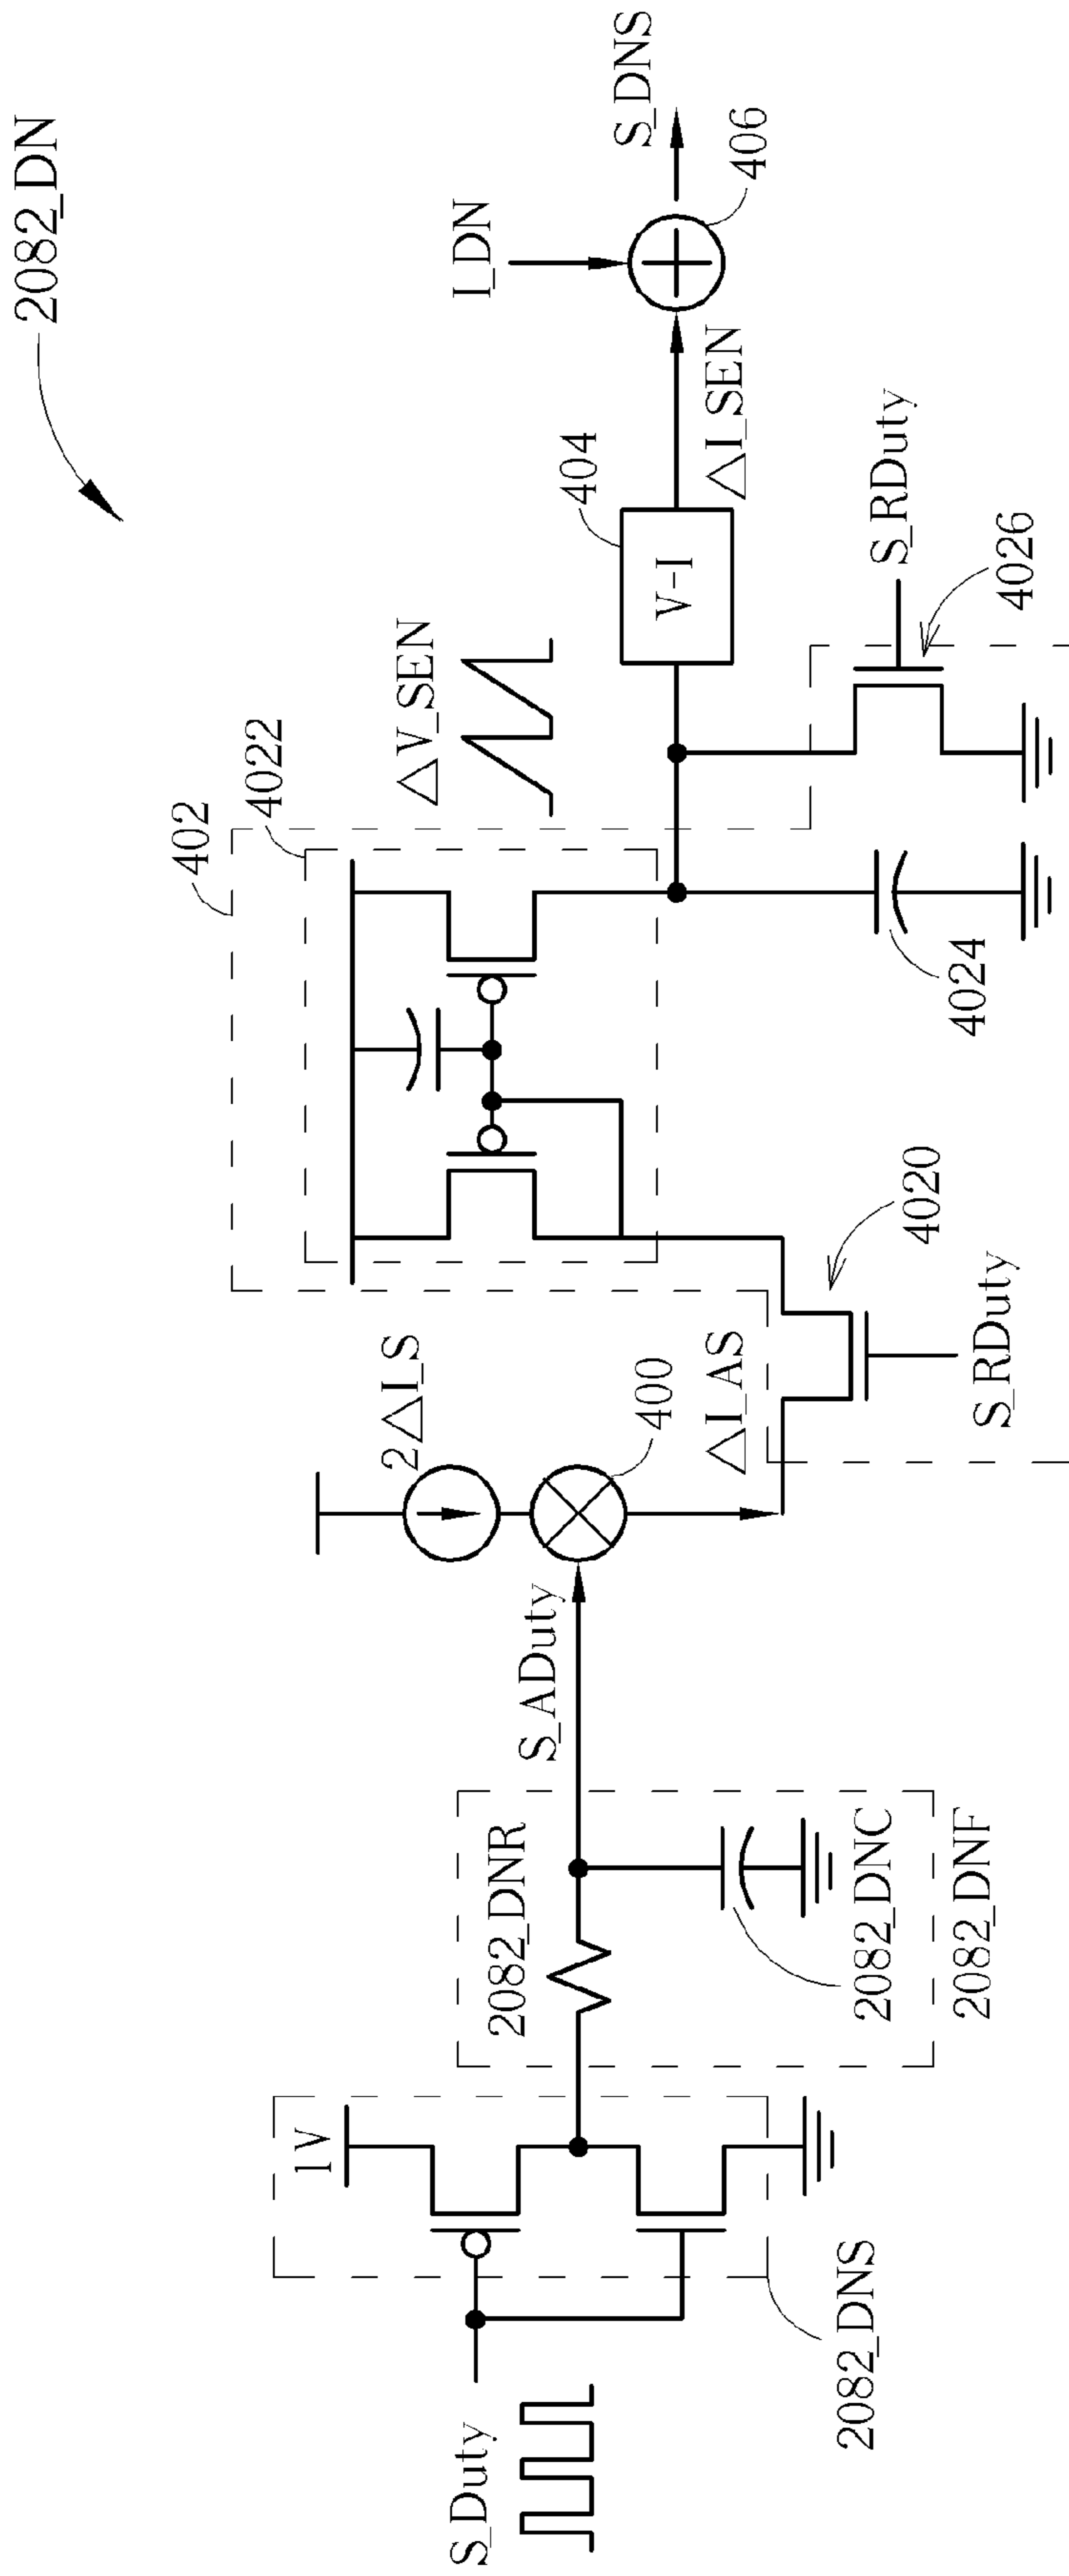 2082_DN
S_Duty
1V
2082_DNS
2082_DNR
2082_DNC
2082_DNF
S_ADuty
2△I_S
400
△I_AS
S_RDuty
4020
402
4022
△V_SEN
4024
404
V-I
S_RDuty
4026
△I_SEN
I_DN
406
S_DNS